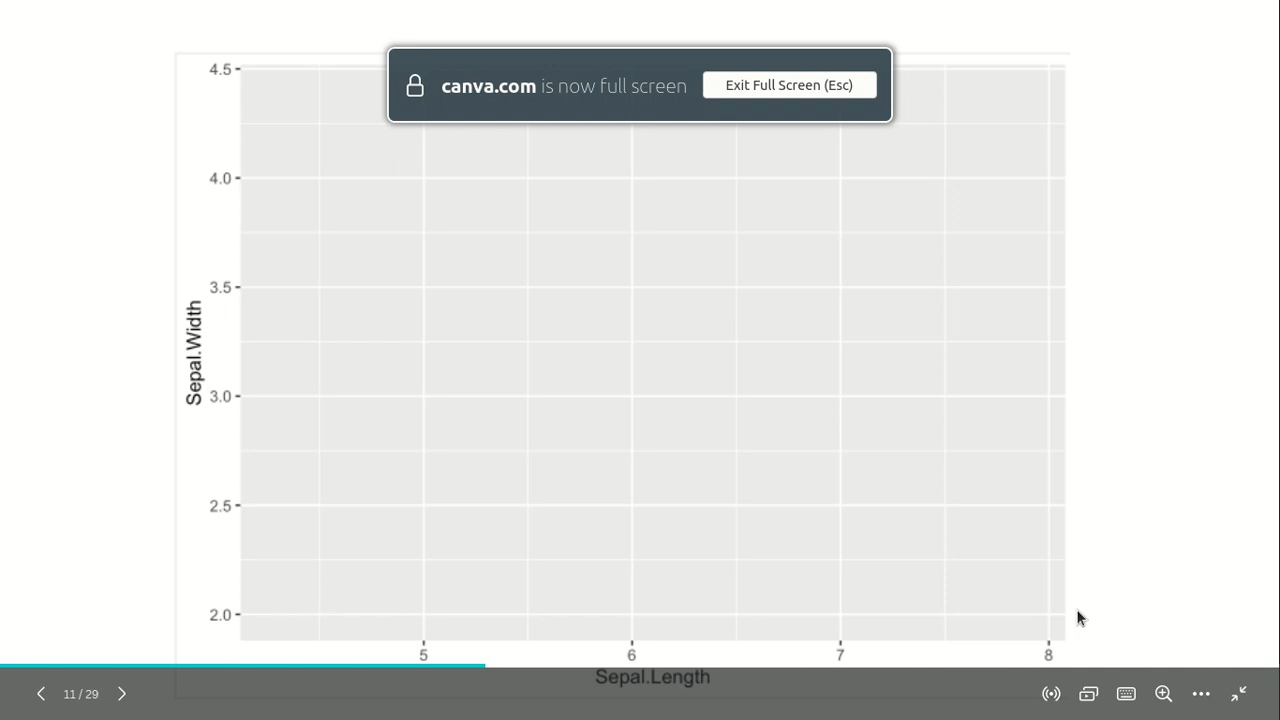 canva.com is now full screen
Exit Full Screen (Esc)
4.5
4.0
3.5
3.0
2.5
2.0
Sepal.Width
5 6 7 8
Sepal.Length
11 / 29